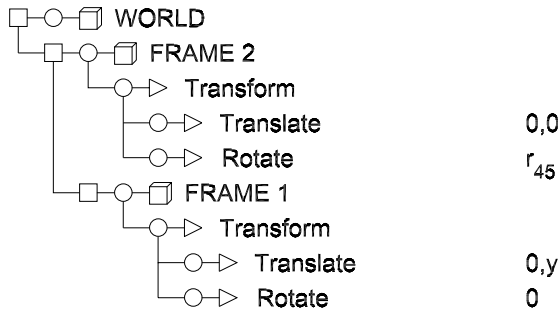 WORLD
FRAME 2
Transform
Translate 0,0
Rotate r45
FRAME 1
Transform
Translate 0,y
Rotate 0